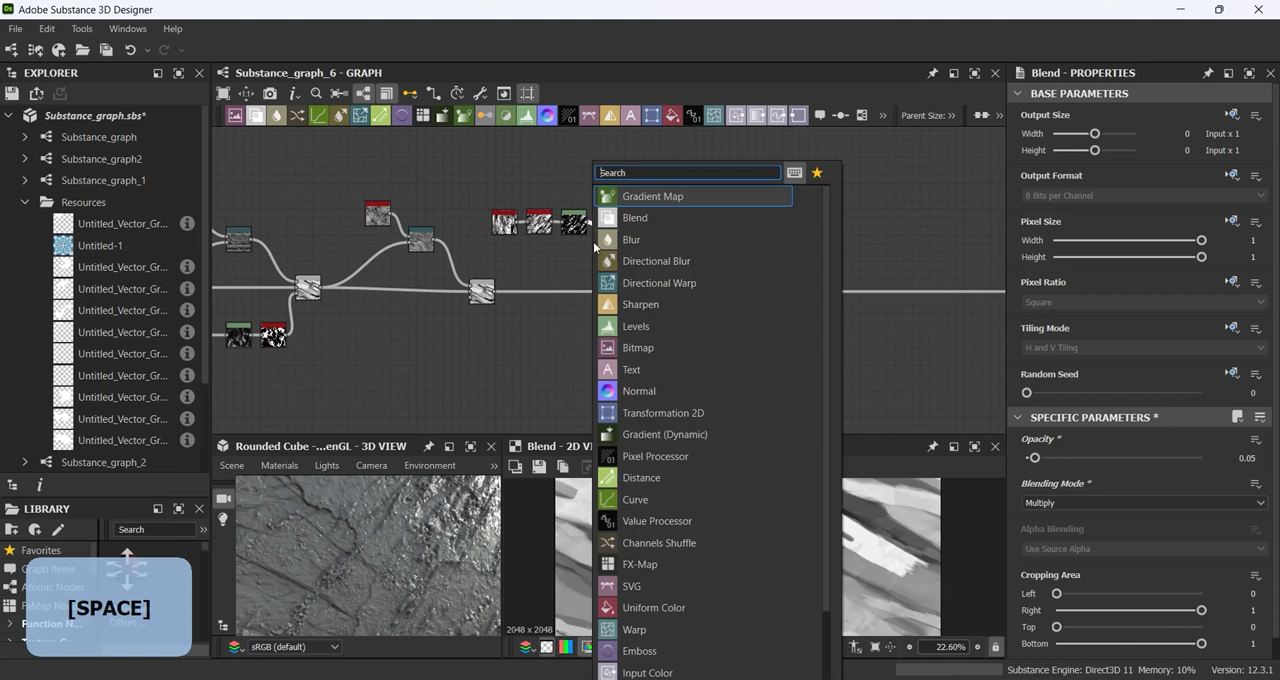 Adobe Substance 3D Designer
File Edit Tools Windows Help
EXPLORER
Substance_graph.sbs*
Substance_graph
Substance_graph2
Substance_graph_1
Resources
Untitled_Vector_Gr...
Untitled-1
Untitled_Vector_Gr...
Untitled_Vector_Gr...
Untitled_Vector_Gr...
Untitled_Vector_Gr...
Untitled_Vector_Gr...
Untitled_Vector_Gr...
Untitled_Vector_Gr...
Untitled_Vector_Gr...
Untitled_Vector_Gr...
Substance_graph_2
LIBRARY
Search
Favorites
Graph Items
Atomic Nodes
Function N...
[SPACE]
Substance_graph_6 - GRAPH
Parent Size: >>
Search
Gradient Map
Blend
Blur
Directional Blur
Directional Warp
Sharpen
Levels
Bitmap
Text
Normal
Transformation 2D
Gradient (Dynamic)
Pixel Processor
Distance
Curve
Value Processor
Channels Shuffle
FX-Map
SVG
Uniform Color
Warp
Emboss
Input Color
Rounded Cube -...enGL - 3D VIEW
Scene Materials Lights Camera Environment
sRGB (default)
Blend - 2D V
2048 x 2048
22.60%
Blend - PROPERTIES
BASE PARAMETERS
Output Size
Width 0 Input x 1
Height 0 Input x 1
Output Format
8 Bits per Channel
Pixel Size
Width 1
Height 1
Pixel Ratio
Square
Tiling Mode
H and V Tiling
Random Seed
0
SPECIFIC PARAMETERS *
Opacity *
0.05
Blending Mode *
Multiply
Alpha Blending
Use Source Alpha
Cropping Area
Left 0
Right 1
Top 0
Bottom 1
Substance Engine: Direct3D 11 Memory: 10% Version: 12.3.1